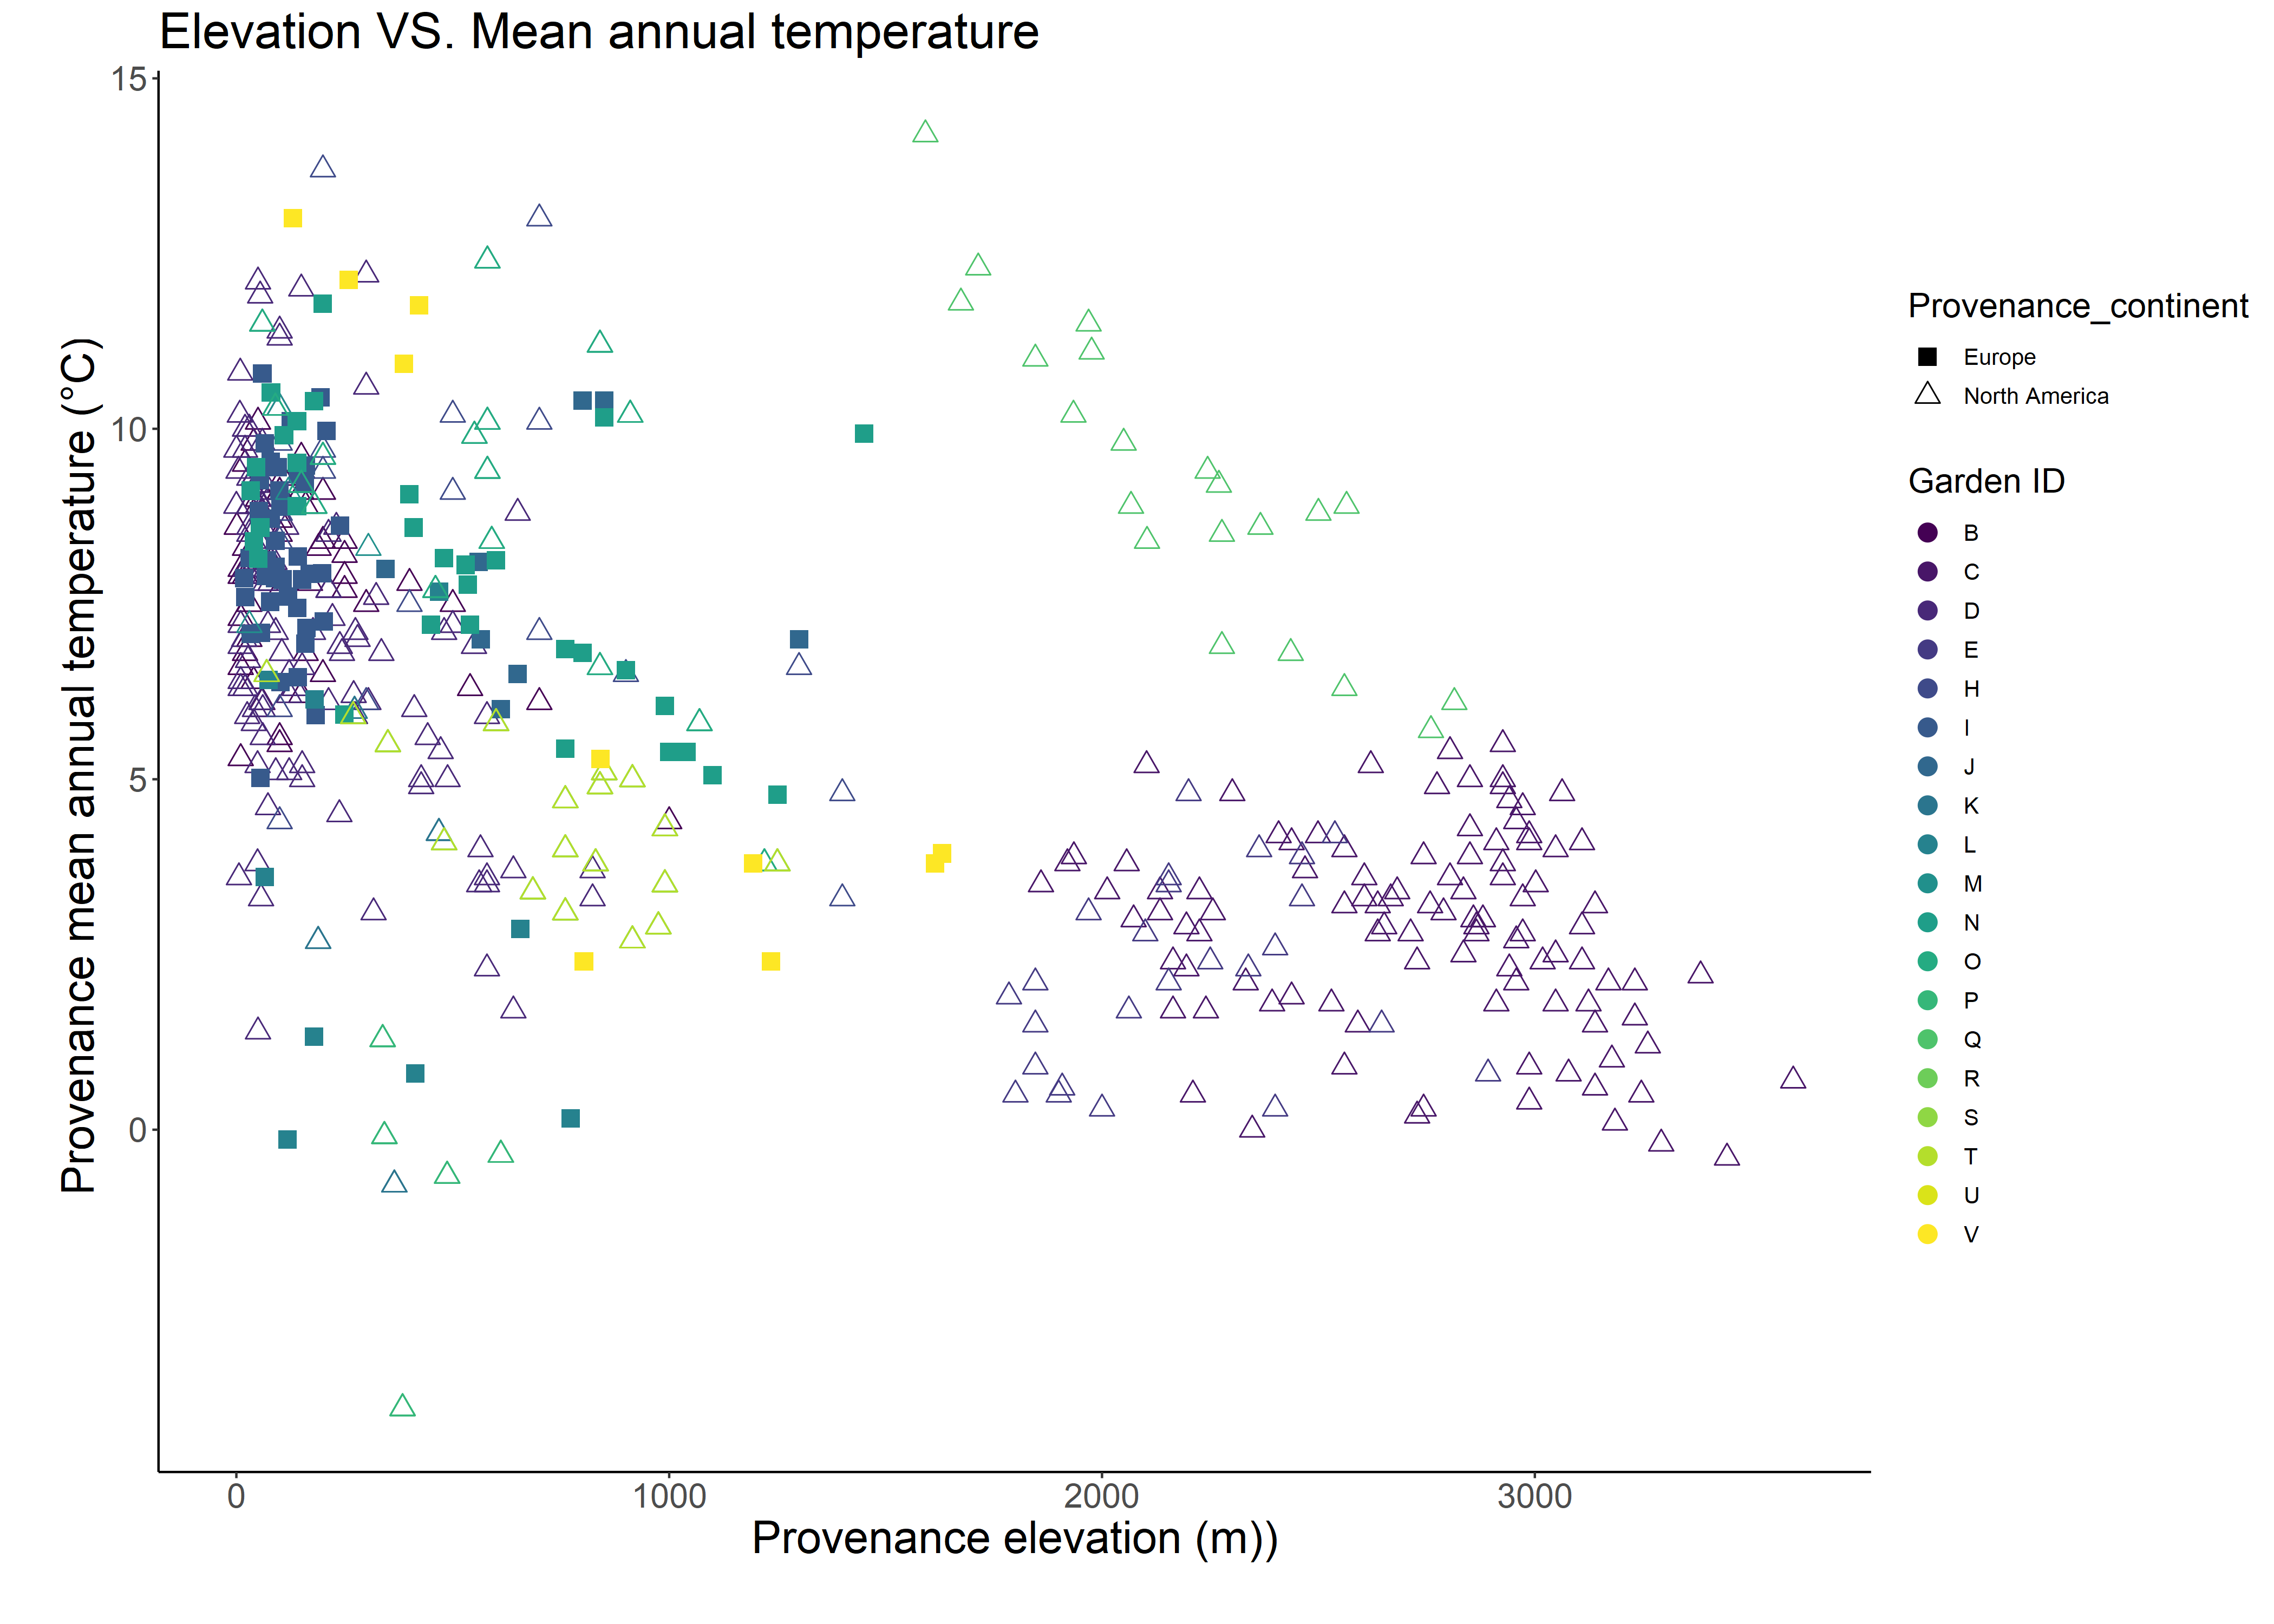 Elevation VS. Mean annual temperature
15
10
5
0
Provenance mean annual temperature (°C)
0 1000 2000 3000
Provenance elevation (m))
Provenance_continent
Europe
North America
Garden ID
B
C
D
E
H
I
J
K
L
M
N
O
P
Q
R
S
T
U
V